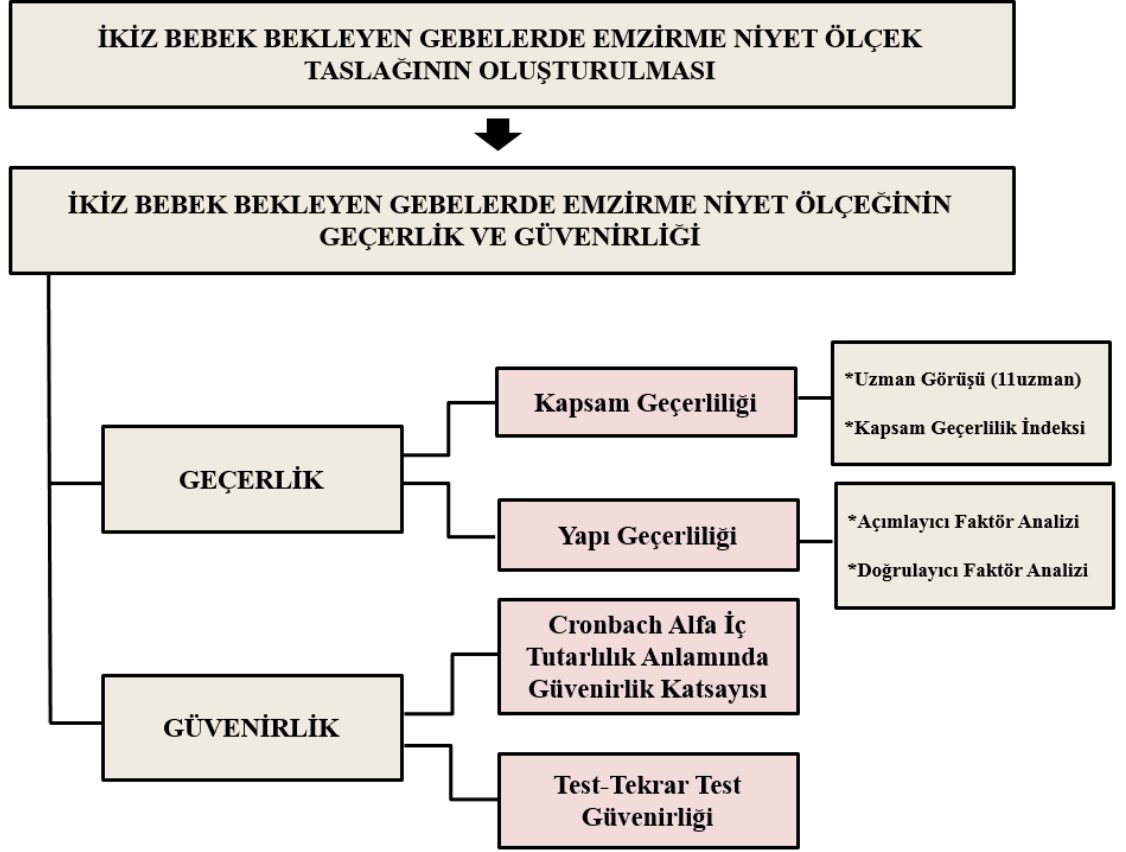 İKİZ BEBEK BEKLEYEN GEBELERDE EMZİRME NİYET ÖLÇEK
TASLAĞININ OLUŞTURULMASI
İKİZ BEBEK BEKLEYEN GEBELERDE EMZİRME NİYET ÖLÇEĞİNİN
GEÇERLİK VE GÜVENİRLİĞİ
GEÇERLİK
Kapsam Geçerliliği
*Uzman Görüşü (11uzman)
*Kapsam Geçerlilik İndeksi
Yapı Geçerliliği
*Açımlayıcı Faktör Analizi
*Doğrulayıcı Faktör Analizi
GÜVENİRLİK
Cronbach Alfa İç
Tutarlılık Anlamında
Güvenirlik Katsayısı
Test-Tekrar Test
Güvenirliği